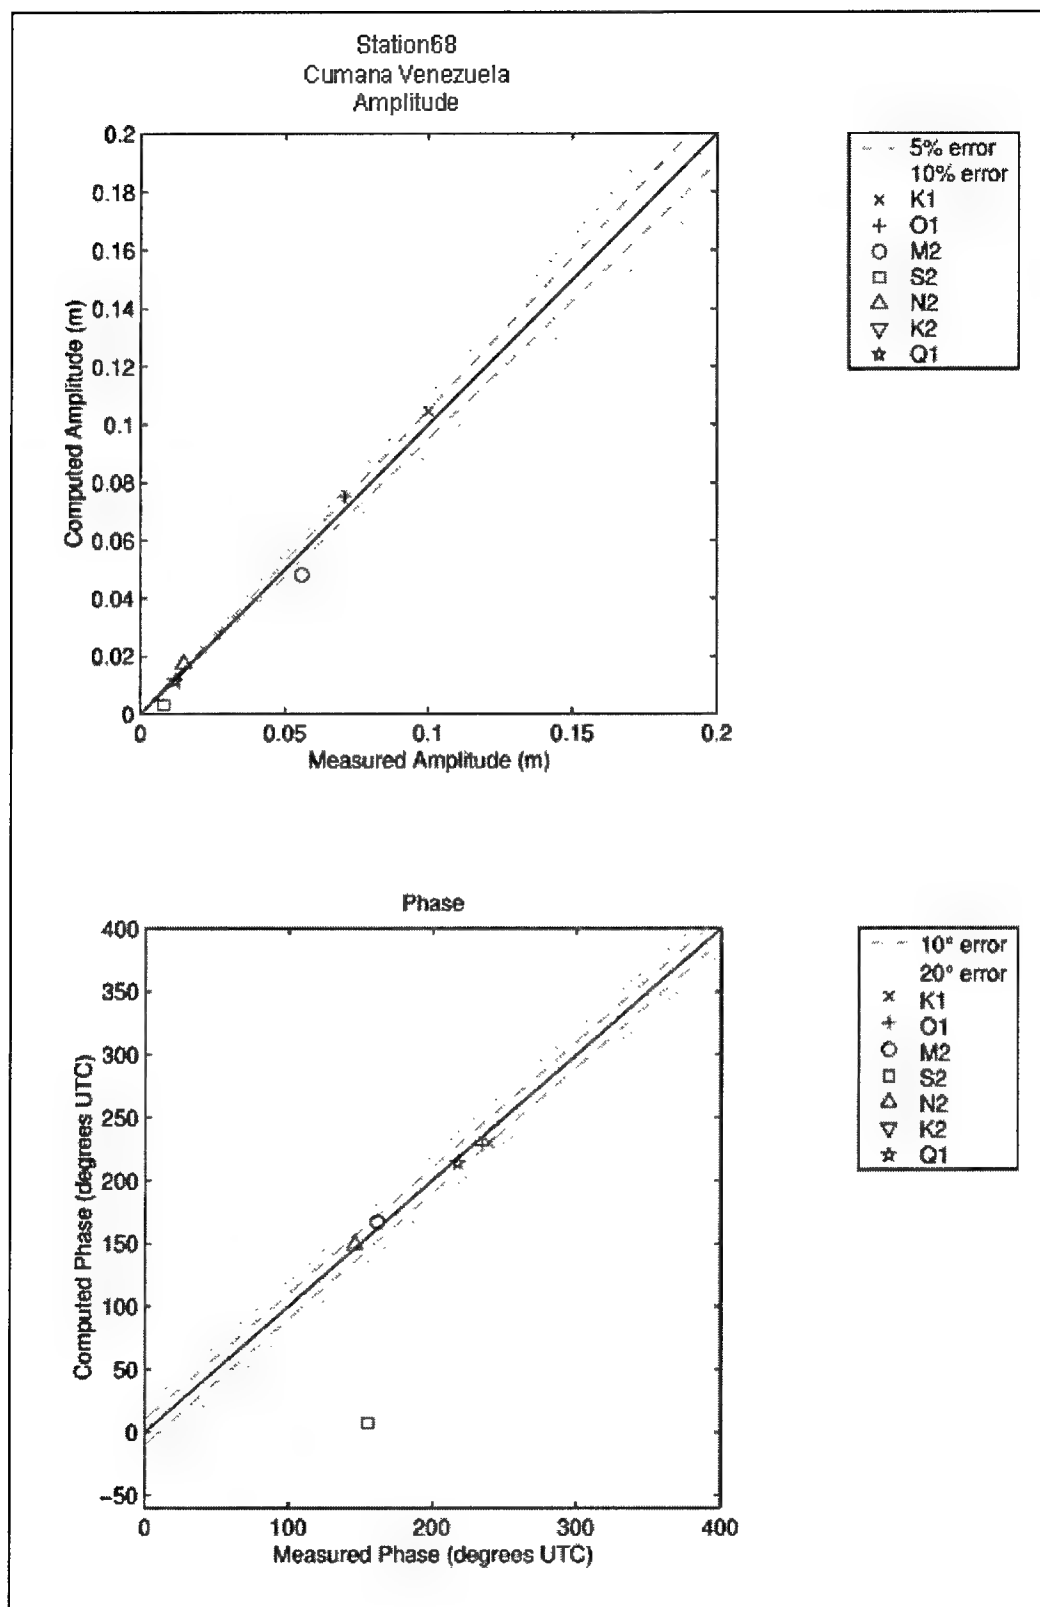 Station68
Cumana Venezuela
Amplitude
0.2
0.18
0.16
0.14
0.12
0.1
0.08
0.06
0.04
0.02
0
Computed Amplitude (m)
0 0.05 0.1 0.15 0.2
Measured Amplitude (m)
5% error
10% error
K1
O1
M2
S2
N2
K2
Q1
Phase
400
350
300
250
200
150
100
50
0
-50
Computed Phase (degrees UTC)
0 100 200 300 400
Measured Phase (degrees UTC)
10° error
20° error
K1
O1
M2
S2
N2
K2
Q1